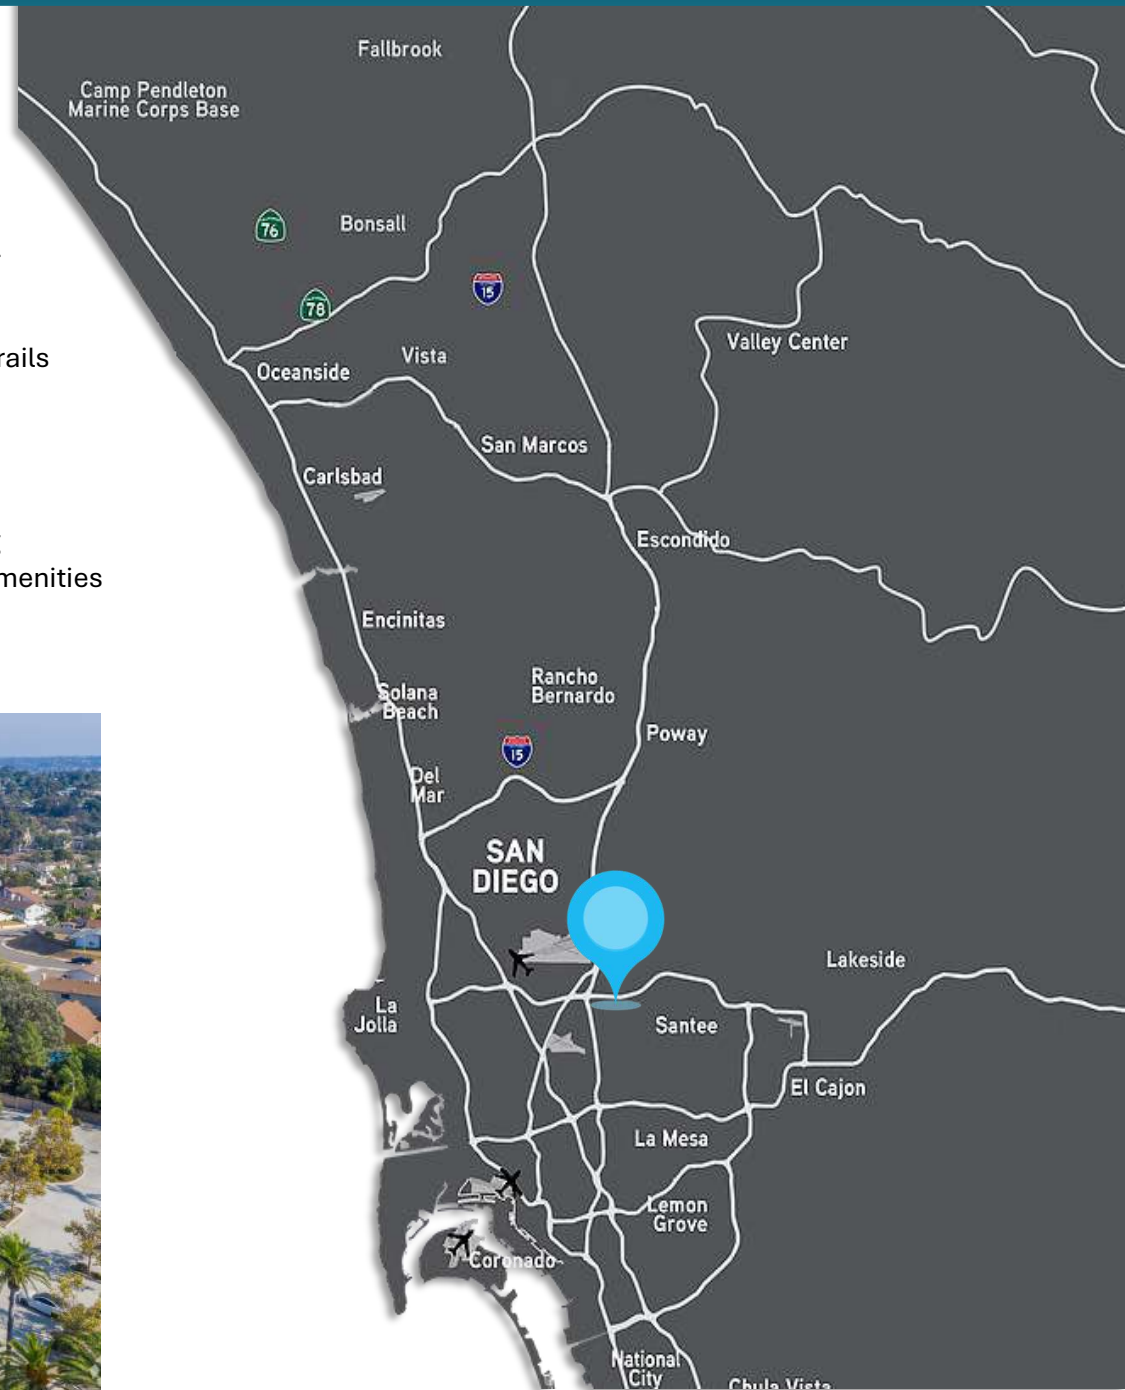 Fallbrook
Camp Pendleton
Marine Corps Base
76
Bonsall
15
78
Valley Center
rails
Vista
Oceanside
San Marcos
Carlsbad
Escondido
menities
Encinitas
Rancho
Bernardo
Solana
Beach
Poway
15
Del
Mar
SAN
DIEGO
Lakeside
La
Jolla
Santee
El Cajon
La Mesa
Lemon
Grove
Coronado
National
City
Chula Vista